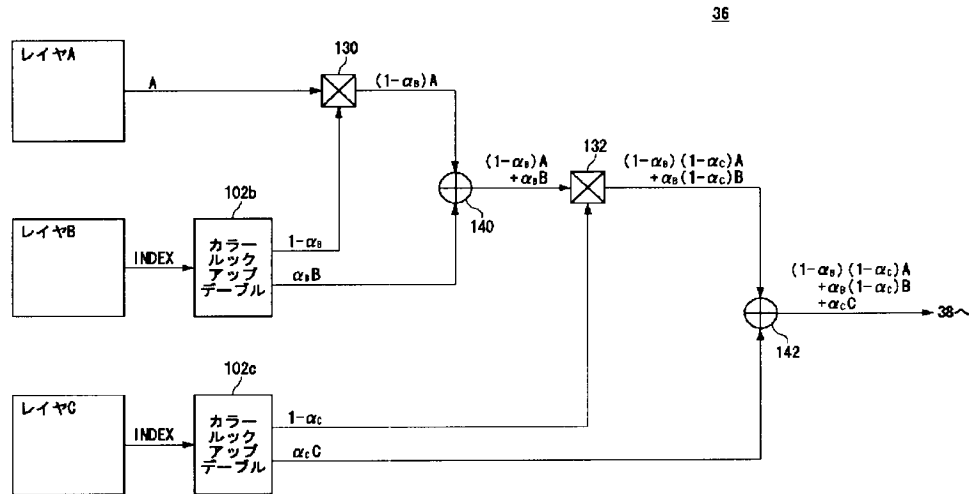 36
レイヤA
A
130
(1-αB)A
132
(1-αB)A
+αBB
(1-αB)(1-αC)A
+αB(1-αC)B
140
レイヤB
INDEX
102b
カラー
ルック
アップ
デーブル
1-αB
αBB
(1-αB)(1-αC)A
+αB(1-αC)B
+αCC
38へ
142
レイヤC
INDEX
102c
カラー
ルック
アップ
デーブル
1-αC
αCC